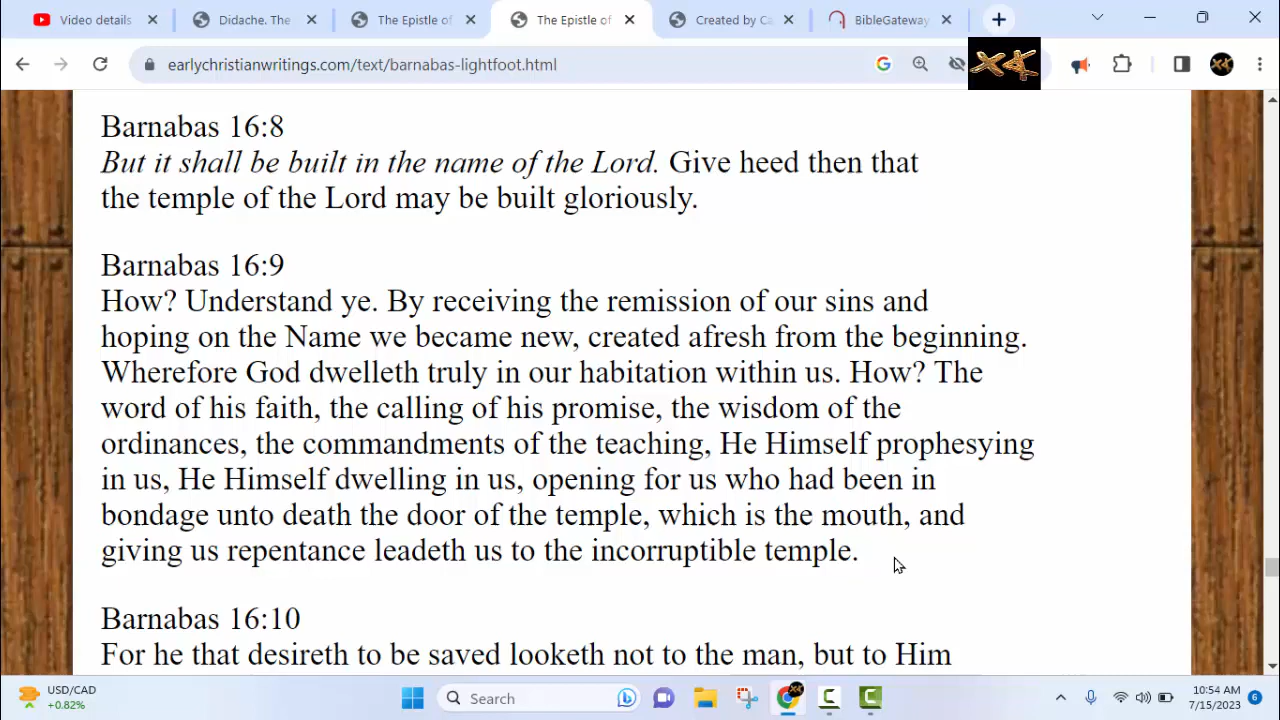 Video details
Didache. The
The Epistle of
The Epistle of
Created by Ca
BibleGateway
earlychristianwritings.com/text/barnabas-lightfoot.html
Barnabas 16:8
But it shall be built in the name of the Lord. Give heed then that
the temple of the Lord may be built gloriously.
Barnabas 16:9
How? Understand ye. By receiving the remission of our sins and
hoping on the Name we became new, created afresh from the beginning.
Wherefore God dwelleth truly in our habitation within us. How? The
word of his faith, the calling of his promise, the wisdom of the
ordinances, the commandments of the teaching, He Himself prophesying
in us, He Himself dwelling in us, opening for us who had been in
bondage unto death the door of the temple, which is the mouth, and
giving us repentance leadeth us to the incorruptible temple.
Barnabas 16:10
For he that desireth to be saved looketh not to the man, but to Him
USD/CAD
+0.82%
Search
10:54 AM
7/15/2023
6